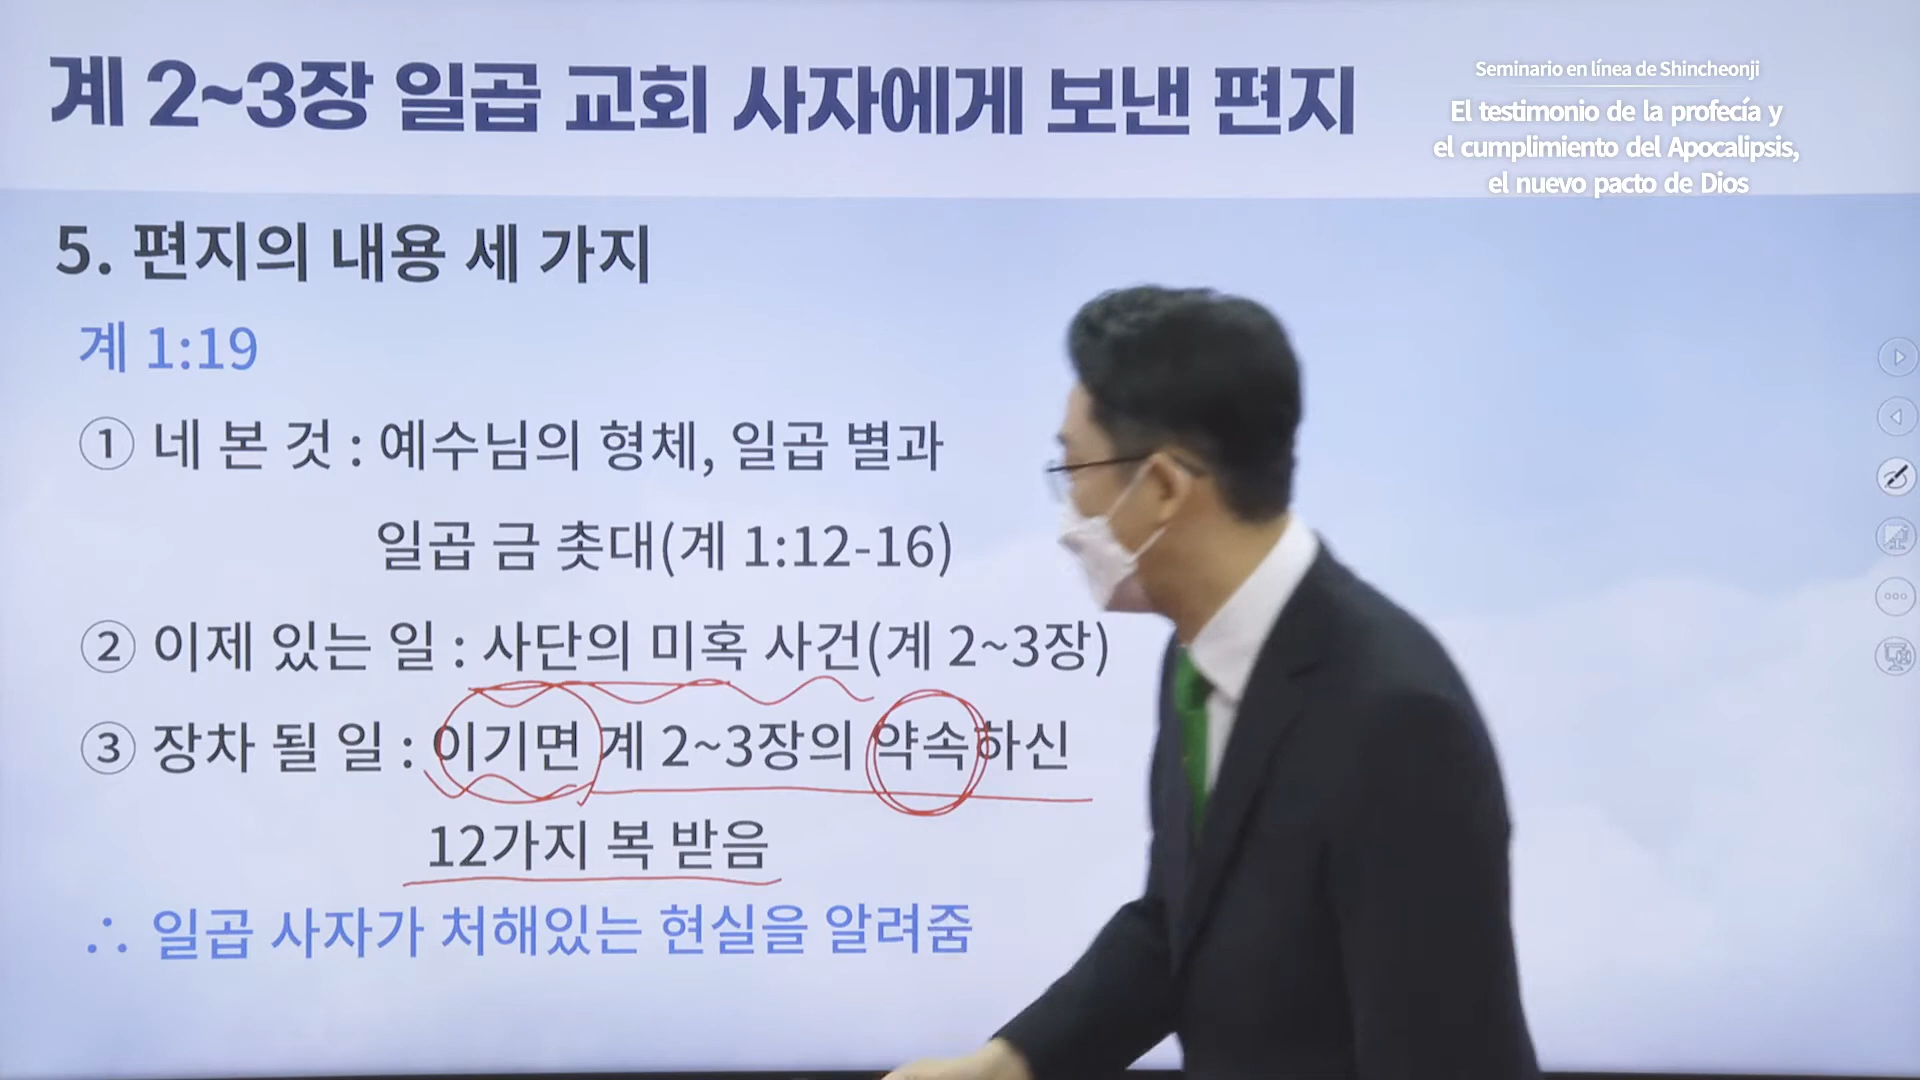 계 2~3장 일곱 교회 사자에게 보낸 편지
Seminario en línea de Shincheonji
El testimonio de la profecía y
el cumplimiento del Apocalipsis,
el nuevo pacto de Dios
5. 편지의 내용 세 가지
계 1:19
① 네 본 것 : 예수님의 형체, 일곱 별과
일곱 금 촛대(계 1:12-16)
② 이제 있는 일 : 사단의 미혹 사건(계 2~3장)
③ 장차 될 일 : 이기면 계 2~3장의 약속하신
12가지 복 받음
∴ 일곱 사자가 처해있는 현실을 알려줌